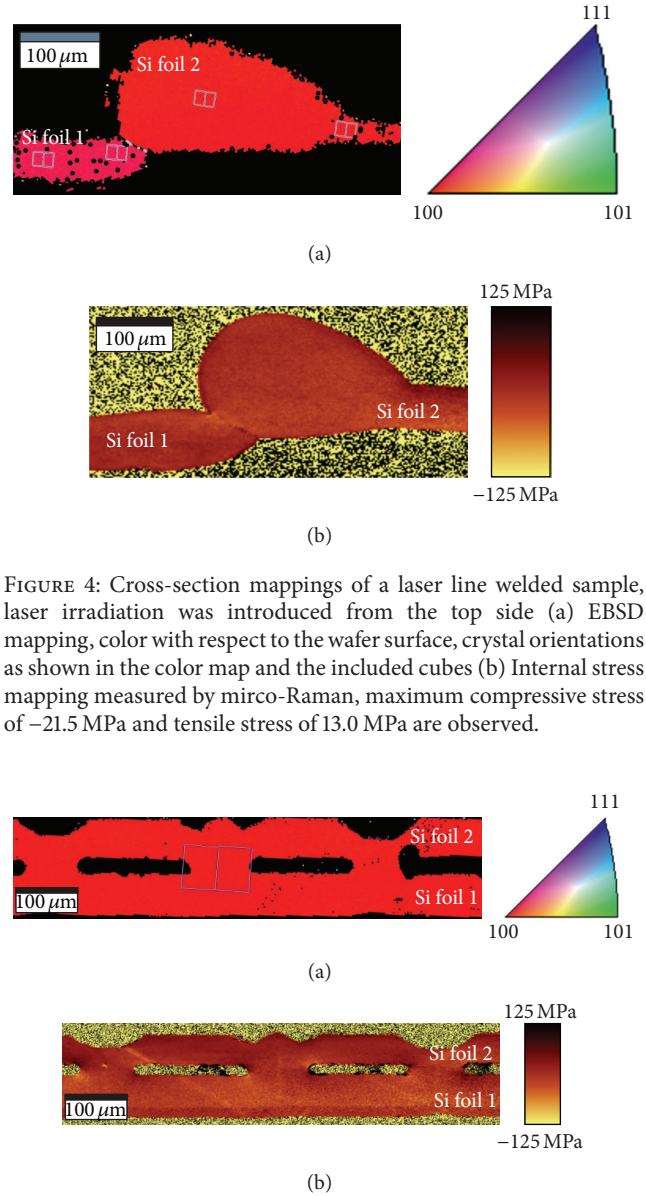 100 μm
Si foil 2
Si foil 1
111
100
101
(a)
125 MPa
100 μm
Si foil 2
Si foil 1
−125 MPa
(b)
FIGURE 4: Cross-section mappings of a laser line welded sample,
laser irradiation was introduced from the top side (a) EBSD
mapping, color with respect to the wafer surface, crystal orientations
as shown in the color map and the included cubes (b) Internal stress
mapping measured by mirco-Raman, maximum compressive stress
of −21.5 MPa and tensile stress of 13.0 MPa are observed.
111
Si foil 2
Si foil 1
100 μm
100
101
(a)
125 MPa
Si foil 2
Si foil 1
100 μm
−125 MPa
(b)